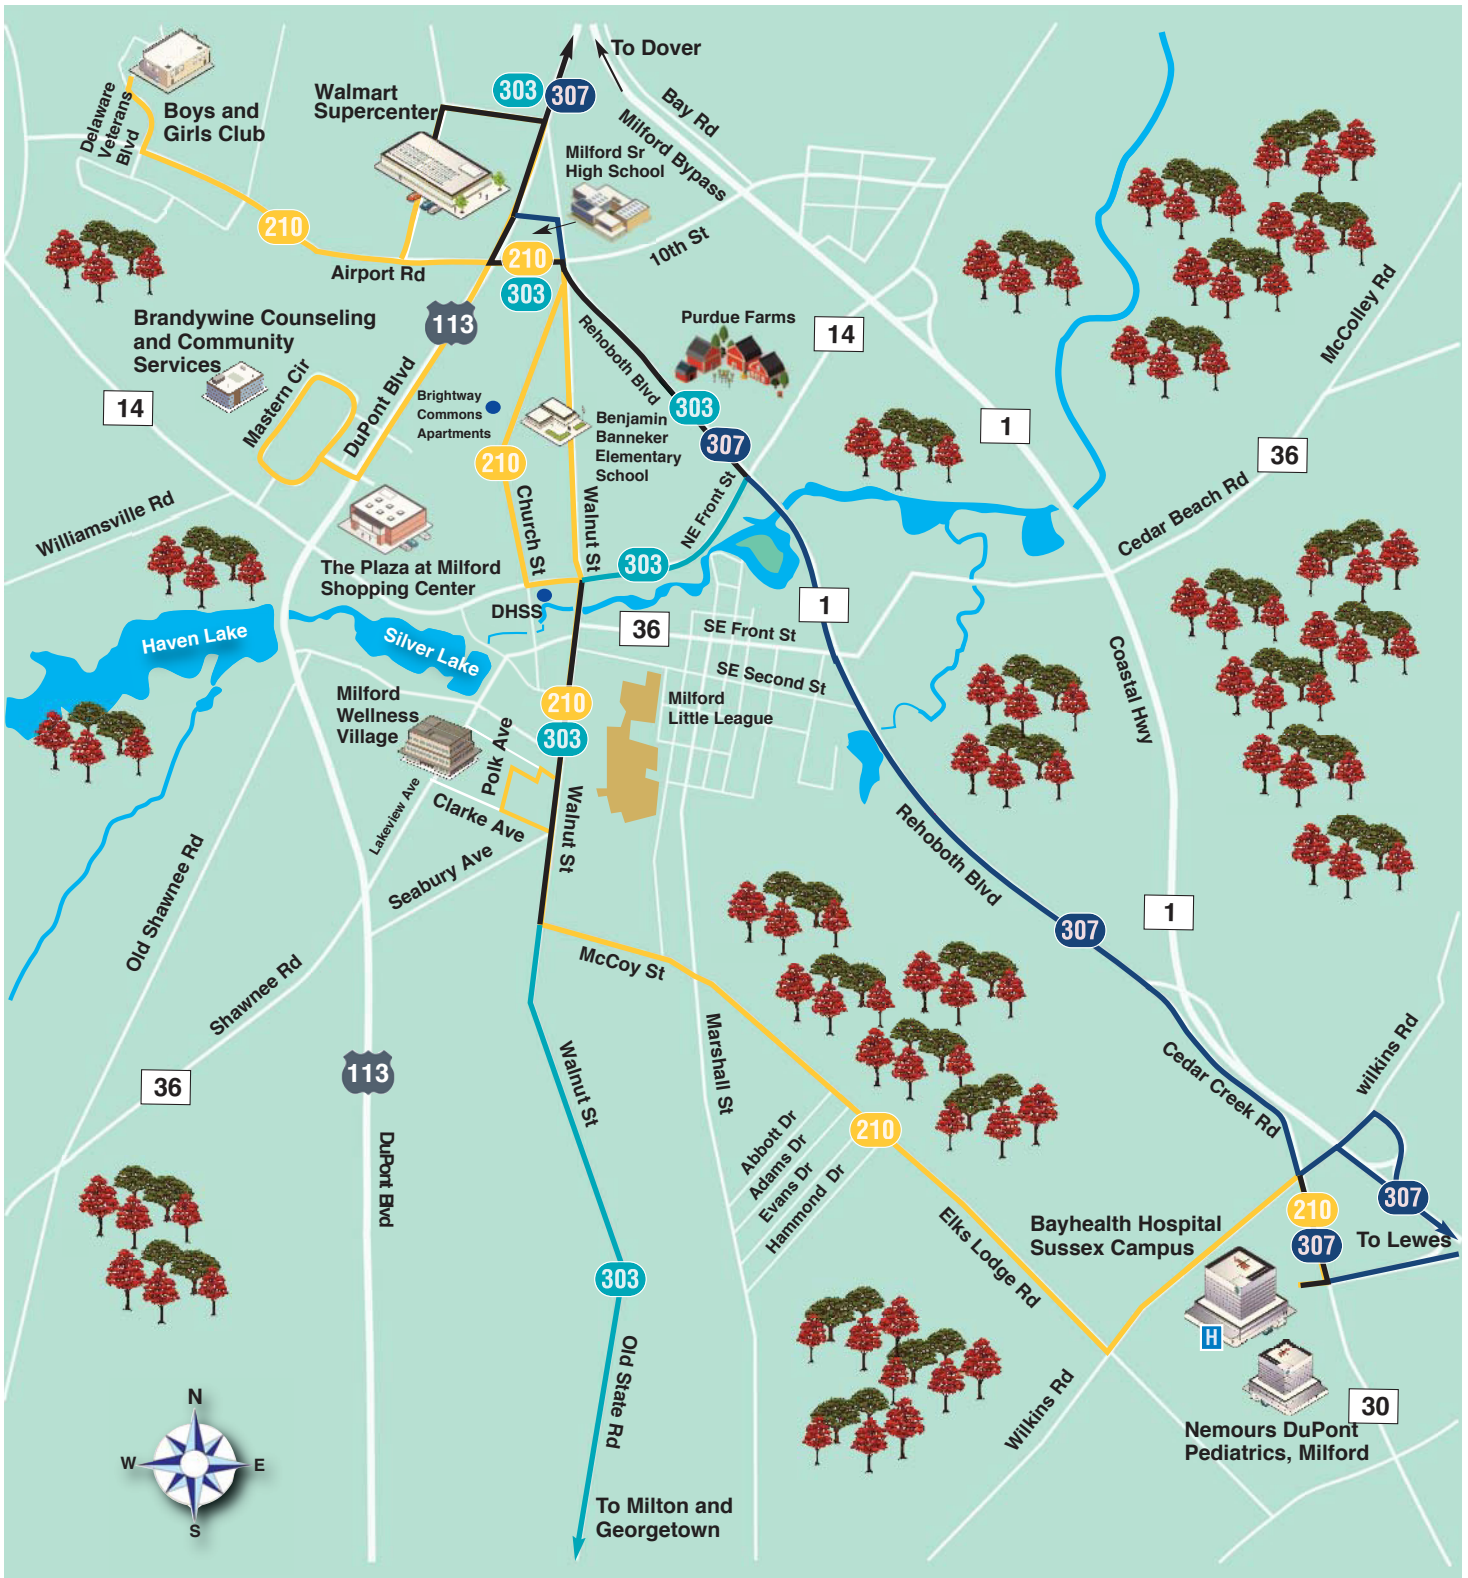 To Dover
303
307
Walmart
Supercenter
Boys and
Girls Club
Delaware
Veterans
Blvd
Bay Rd
Milford Bypass
Milford Sr
High School
210
10th St
Airport Rd
210
303
113
Brandywine Counseling
and Community
Services
Mastern Cir
DuPont Blvd
14
Purdue Farms
14
Rehoboth Blvd
McColley Rd
Brightway
Commons
Apartments
303
307
Benjamin
Banneker
Elementary
School
210
1
36
Cedar Beach Rd
Williamsville Rd
Church St
Walnut St
NE Front St
The Plaza at Milford
Shopping Center
303
DHSS
36
1
SE Front St
SE Second St
Haven Lake
Silver Lake
Milford
Wellness
Village
210
303
Milford
Little League
Coastal Hwy
Polk Ave
Lakeview Ave
Clarke Ave
Seabury Ave
Walnut St
Rehoboth Blvd
Old Shawnee Rd
307
1
McCoy St
Shawnee Rd
113
36
Marshall St
Walnut St
wilkins Rd
Cedar Creek Rd
210
Abbott Dr
Adams Dr
Evans Dr
Hammond Dr
DuPont Blvd
Elks Lodge Rd
Bayhealth Hospital
Sussex Campus
210
307
307
To Lewes
303
H
Old State Rd
Wilkins Rd
30
Nemours DuPont
Pediatrics, Milford
N
W
E
S
To Milton and
Georgetown